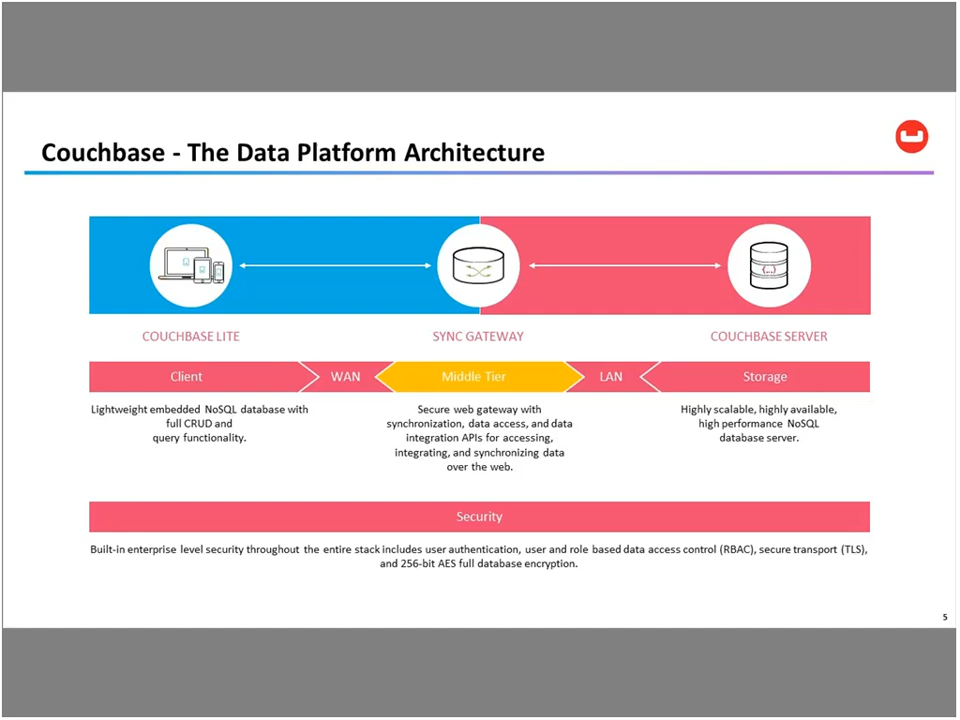 Couchbase - The Data Platform Architecture
COUCHBASE LITE
SYNC GATEWAY
COUCHBASE SERVER
Client
WAN
Middle Tier
LAN
Storage
Lightweight embedded NoSQL database with
full CRUD and
query functionality.
Secure web gateway with
synchronization, data access, and data
integration APIs for accessing,
integrating, and synchronizing data
over the web.
Highly scalable, highly available,
high performance NoSQL
database server.
Security
Built-in enterprise level security throughout the entire stack includes user authentication, user and role based data access control (RBAC), secure transport (TLS),
and 256-bit AES full database encryption.
5